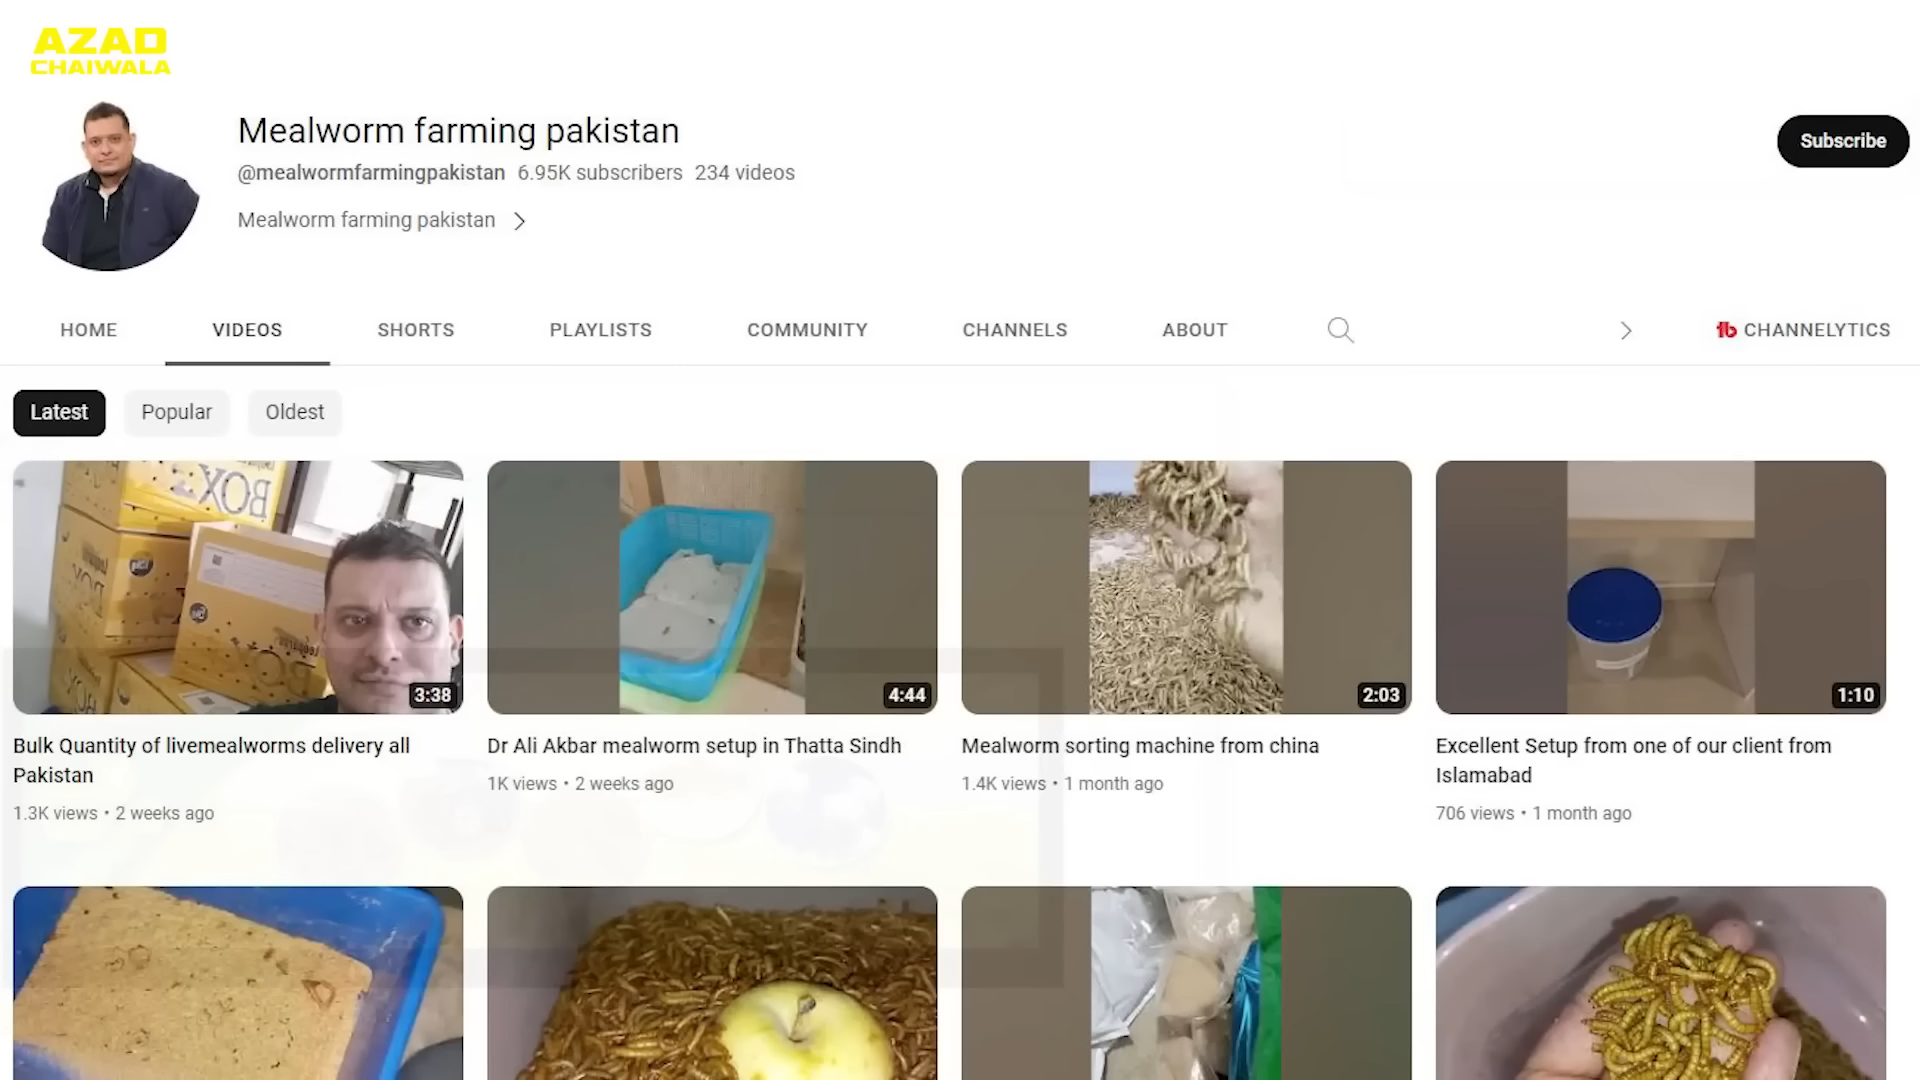 AZAD
CHAIWALA
Mealworm farming pakistan
Subscribe
@mealwormfarmingpakistan 6.95K subscribers 234 videos
Mealworm farming pakistan
HOME VIDEOS SHORTS PLAYLISTS COMMUNITY CHANNELS ABOUT CHANNELYTICS
Latest Popular Oldest
BOX
3:38 4:44 2:03 1:10
Bulk Quantity of livemealworms delivery all
Pakistan
1.3K views • 2 weeks ago
Dr Ali Akbar mealworm setup in Thatta Sindh
1K views • 2 weeks ago
Mealworm sorting machine from china
1.4K views • 1 month ago
Excellent Setup from one of our client from
Islamabad
706 views • 1 month ago